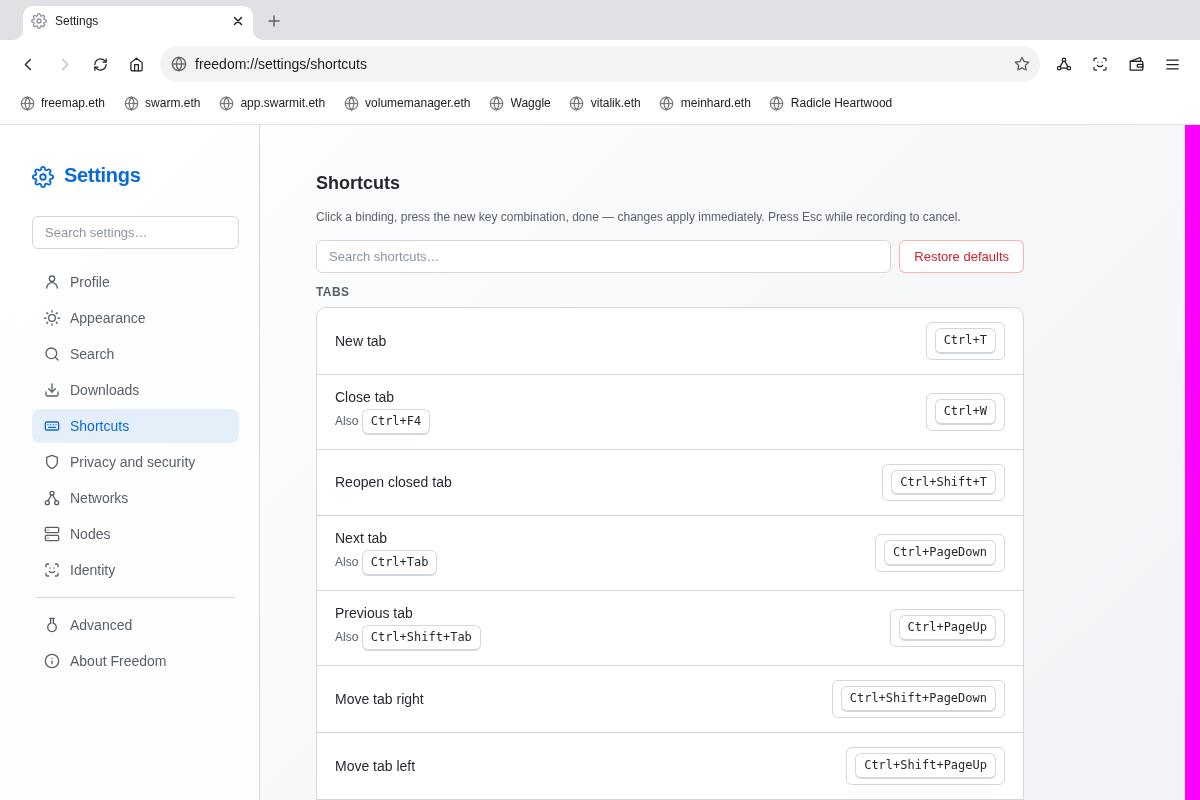 Settings
freedom://settings/shortcuts
freemap.eth swarm.eth app.swarmit.eth volumemanager.eth Waggle vitalik.eth meinhard.eth Radicle Heartwood
Settings
Search settings…
Profile
Appearance
Search
Downloads
Shortcuts
Privacy and security
Networks
Nodes
Identity
Advanced
About Freedom
Shortcuts
Click a binding, press the new key combination, done — changes apply immediately. Press Esc while recording to cancel.
Search shortcuts…
Restore defaults
TABS
New tab
Ctrl+T
Close tab
Also Ctrl+F4
Ctrl+W
Reopen closed tab
Ctrl+Shift+T
Next tab
Also Ctrl+Tab
Ctrl+PageDown
Previous tab
Also Ctrl+Shift+Tab
Ctrl+PageUp
Move tab right
Ctrl+Shift+PageDown
Move tab left
Ctrl+Shift+PageUp